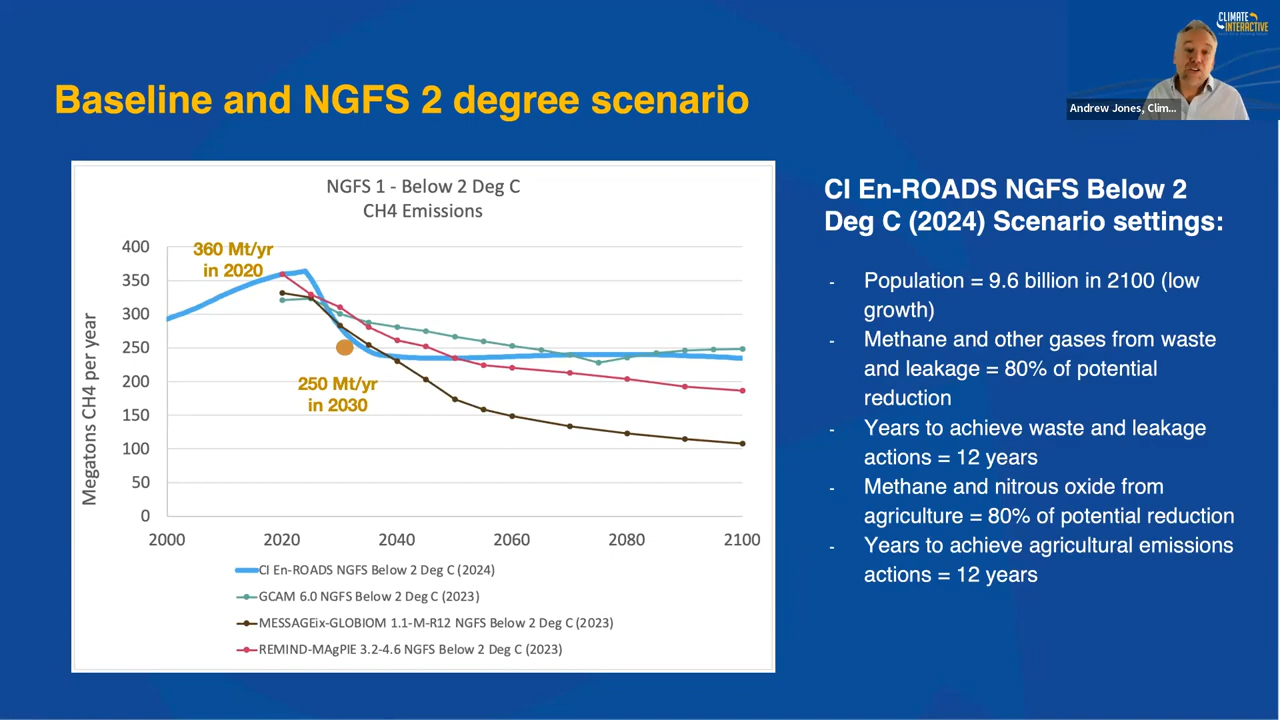 CLIMATE
INTERACTIVE
Andrew Jones, Clim...
Baseline and NGFS 2 degree scenario
NGFS 1 - Below 2 Deg C
CH4 Emissions
Megatons CH4 per year
400
350
300
250
200
150
100
50
0
360 Mt/yr
in 2020
250 Mt/yr
in 2030
2000 2020 2040 2060 2080 2100
CI En-ROADS NGFS Below 2 Deg C (2024)
GCAM 6.0 NGFS Below 2 Deg C (2023)
MESSAGEix-GLOBIOM 1.1-M-R12 NGFS Below 2 Deg C (2023)
REMIND-MAgPIE 3.2-4.6 NGFS Below 2 Deg C (2023)
CI En-ROADS NGFS Below 2
Deg C (2024) Scenario settings:
- Population = 9.6 billion in 2100 (low
growth)
- Methane and other gases from waste
and leakage = 80% of potential
reduction
- Years to achieve waste and leakage
actions = 12 years
- Methane and nitrous oxide from
agriculture = 80% of potential reduction
- Years to achieve agricultural emissions
actions = 12 years